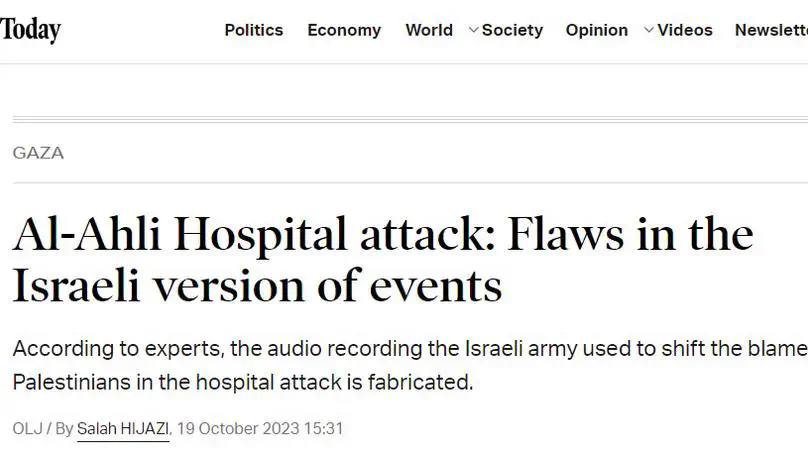 Today Politics Economy World Society Opinion Videos Newslett
GAZA
Al-Ahli Hospital attack: Flaws in the
Israeli version of events
According to experts, the audio recording the Israeli army used to shift the blame
Palestinians in the hospital attack is fabricated.
OLJ / By Salah HIJAZI, 19 October 2023 15:31